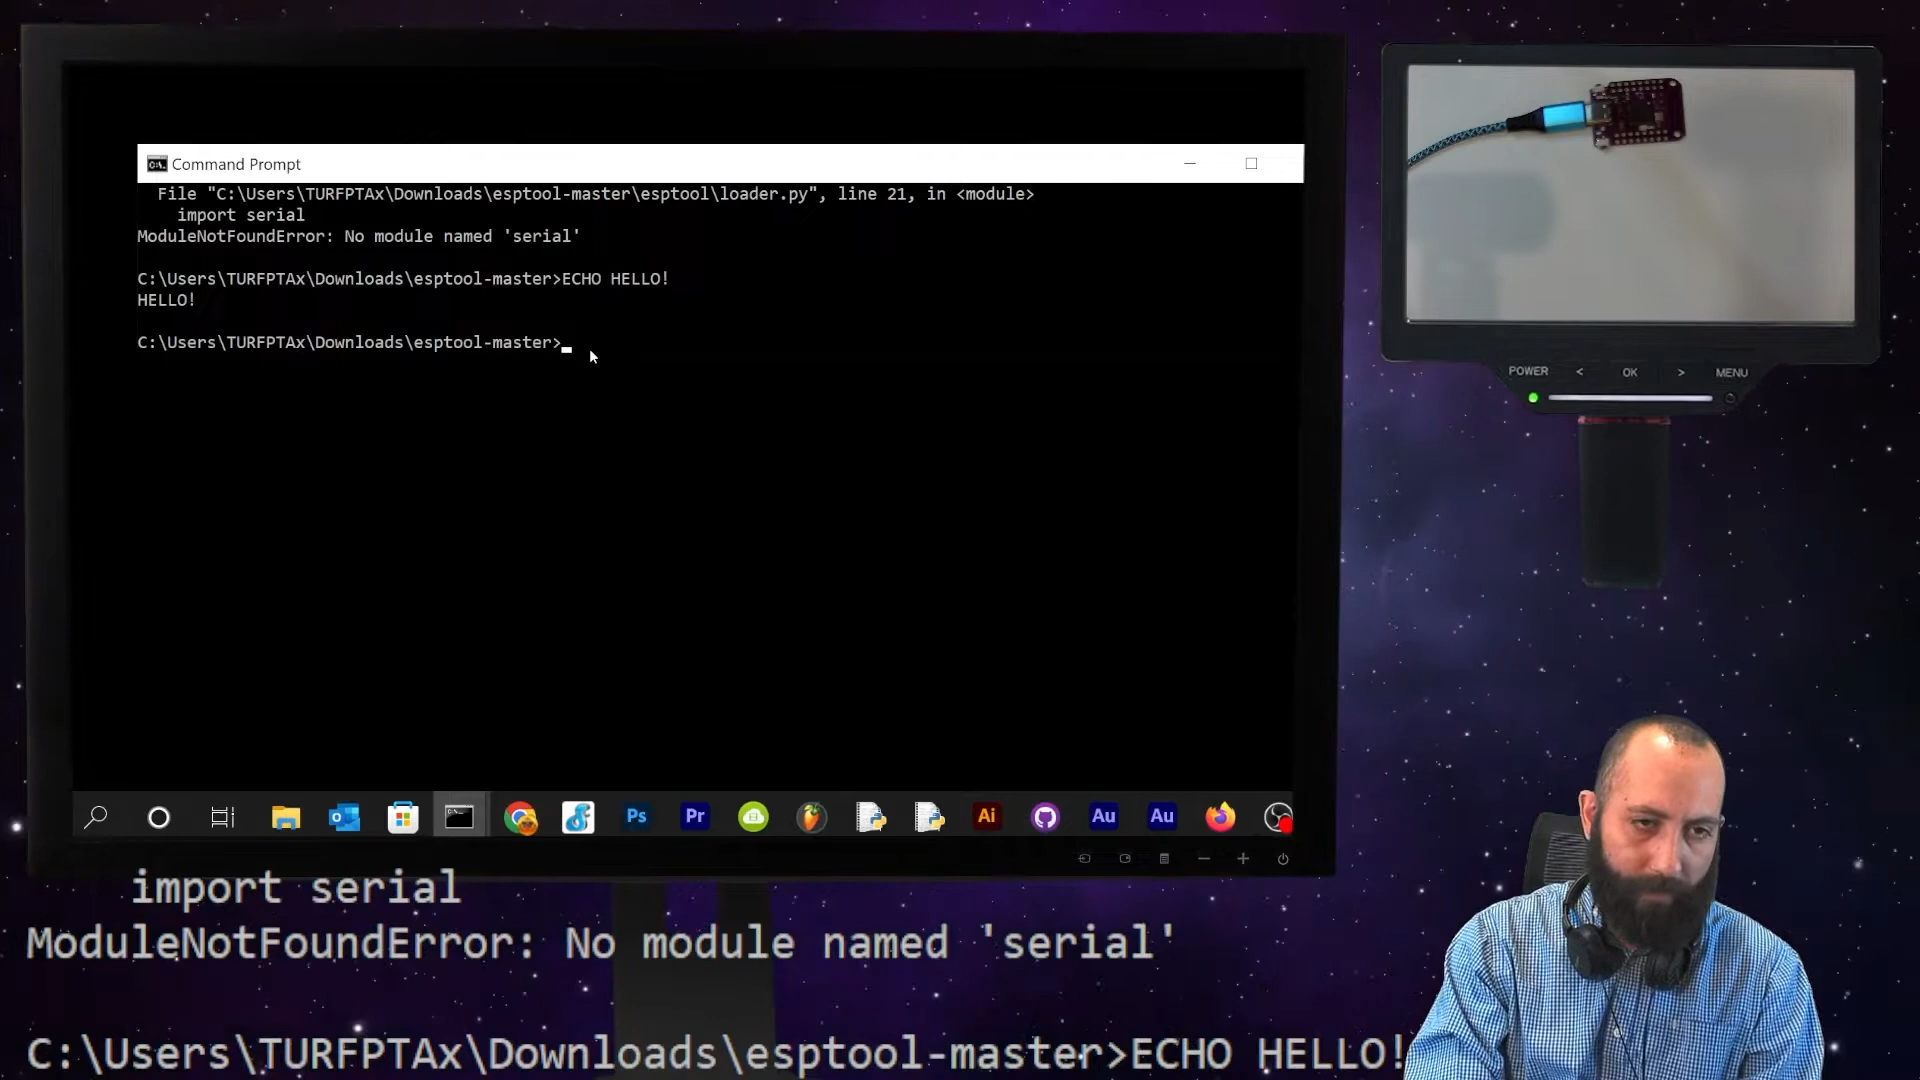 Command Prompt
File "C:\Users\TURFPTAx\Downloads\esptool-master\esptool\loader.py", line 21, in <module>
import serial
ModuleNotFoundError: No module named 'serial'
C:\Users\TURFPTAx\Downloads\esptool-master>ECHO HELLO!
HELLO!
C:\Users\TURFPTAx\Downloads\esptool-master>
POWER < OK > MENU
Ps Pr Ai Au Au
import serial
ModuleNotFoundError: No module named 'serial'
C:\Users\TURFPTAx\Downloads\esptool-master>ECHO HELLO!